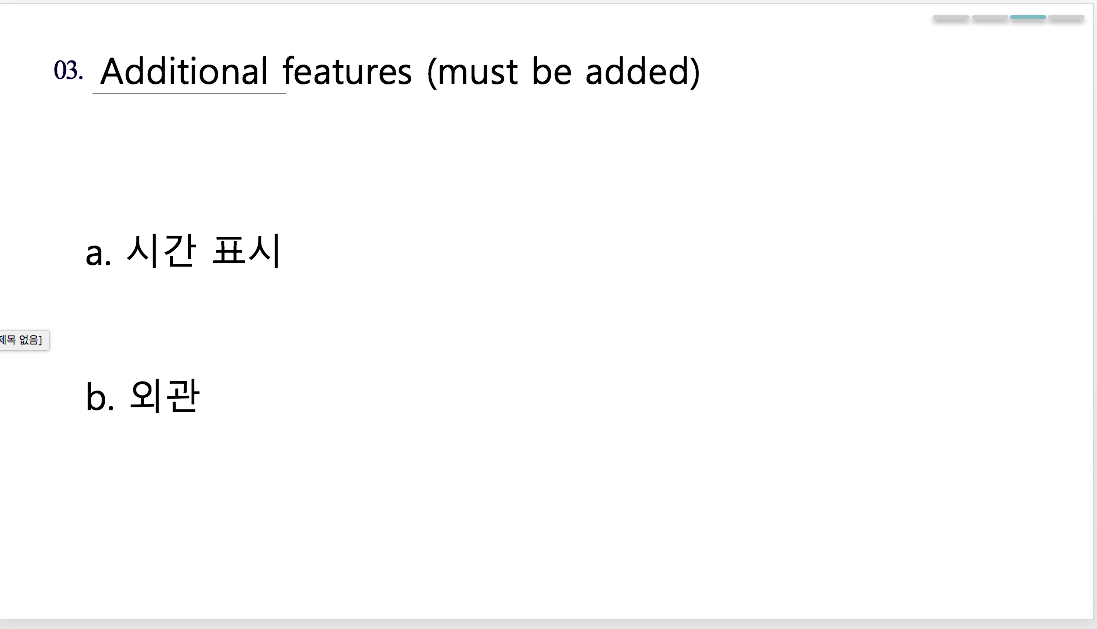 03. Additional features (must be added)
a. 시간 표시
제목 없음]
b. 외관